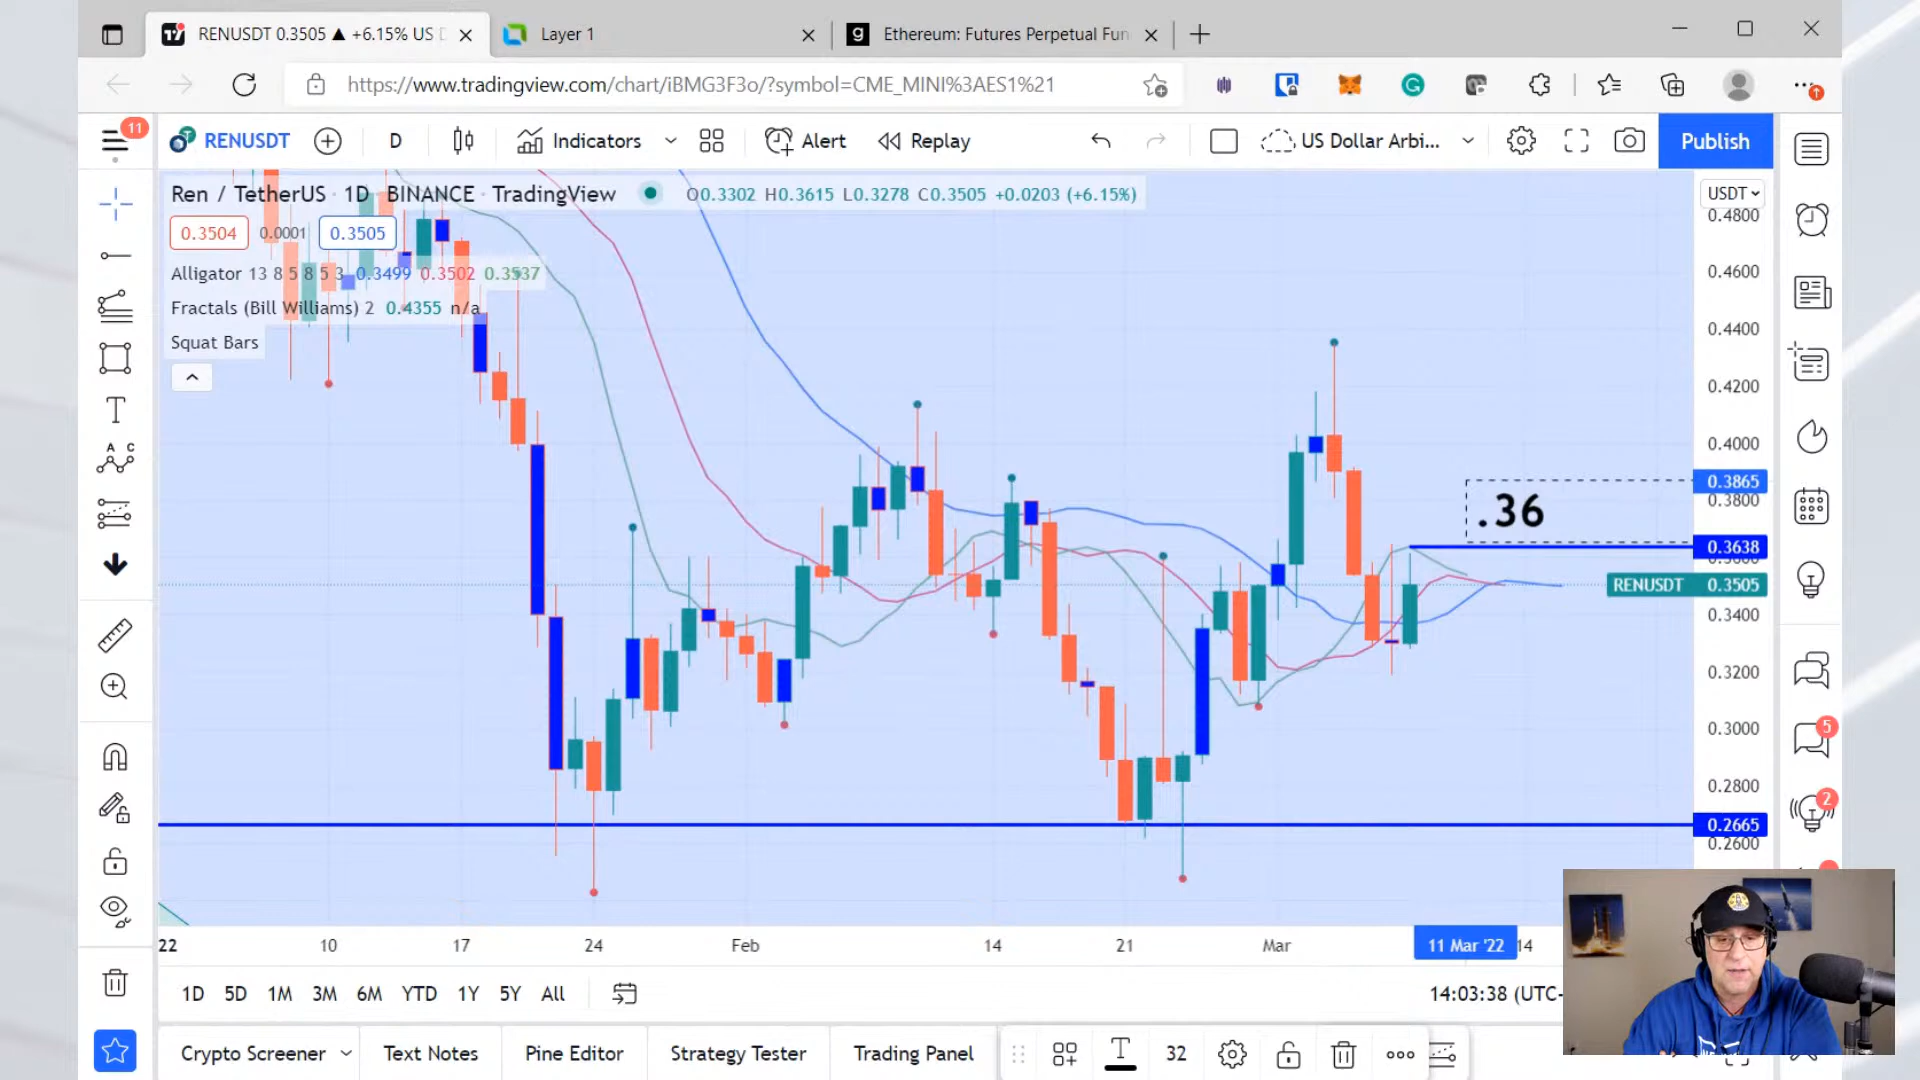 RENUSDT 0.3505 ▲ +6.15% US D
Layer 1
g Ethereum: Futures Perpetual Fun
https://www.tradingview.com/chart/iBMG3F3o/?symbol=CME_MINI%3AES1%21
11
RENUSDT D Indicators Alert Replay US Dollar Arbi... Publish
Ren / TetherUS · 1D · BINANCE · TradingView O0.3302 H0.3615 L0.3278 C0.3505 +0.0203 (+6.15%)
USDT
0.3504 0.0001 0.3505
Alligator 13 8 5 8 5 3 0.3499 0.3502 0.3537
Fractals (Bill Williams) 2 0.4355 n/a
Squat Bars
0.4800
0.4600
0.4400
0.4200
0.4000
0.3865
0.3800
.36
0.3638
RENUSDT 0.3505
0.3400
0.3200
0.3000
0.2800
0.2665
0.2600
5
2
22 10 17 24 Feb 14 21 Mar 11 Mar '22 14
1D 5D 1M 3M 6M YTD 1Y 5Y All 14:03:38 (UTC-
Crypto Screener Text Notes Pine Editor Strategy Tester Trading Panel T 32